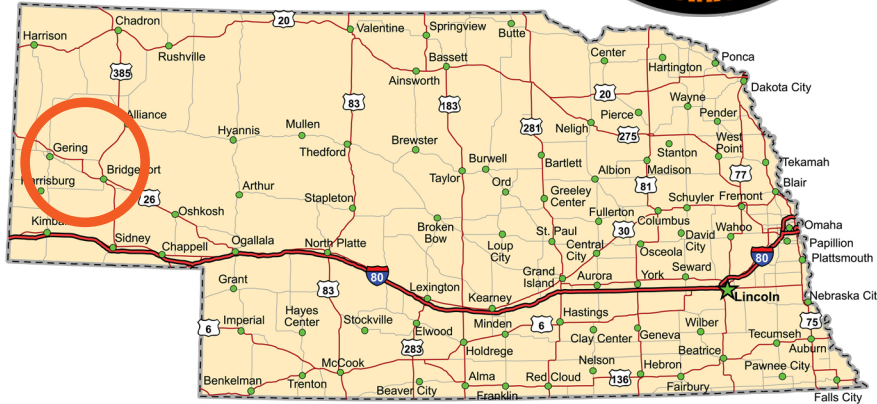 20
Chadron
Valentine
Springview
Butte
Harrison
Rushville
Bassett
Center
Ponca
Hartington
385
Ainsworth
Dakota City
83
183
20
Wayne
Alliance
Pierce
Pender
Hyannis
Mullen
281
Neligh
275
West
Point
Gering
Thedford
Brewster
Stanton
Bridgeport
Burwell
Bartlett
Madison
Tekamah
Harrisburg
Taylor
Albion
77
Arthur
Ord
81
Blair
26
Stapleton
Greeley
Center
Schuyler
Fremont
Oshkosh
Fullerton
Columbus
Broken
Bow
St. Paul
30
David
City
Wahoo
Omaha
Sidney
Ogallala
North Platte
Loup
City
Central
City
Osceola
80
Papillion
Chappell
Plattsmouth
Grant
80
Lexington
Grand
Island
Aurora
York
Seward
83
Kearney
Lincoln
Nebraska Cit
6
Imperial
Hayes
Center
Stockville
Elwood
Minden
6
Hastings
Clay Center
Geneva
Wilber
75
Tecumseh
283
Holdrege
Auburn
McCook
Nelson
Hebron
Beatrice
Pawnee City
Benkelman
Trenton
Beaver City
Alma
Franklin
Red Cloud
136
Fairbury
Falls City